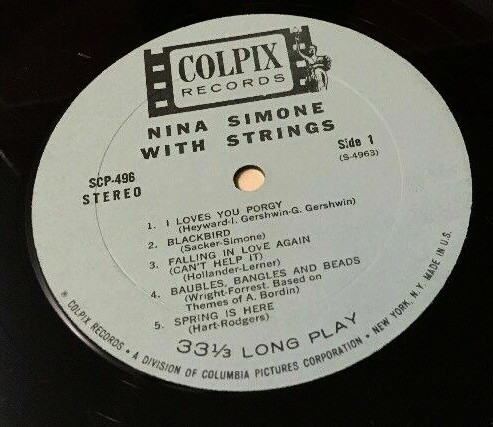 COLPIX
RECORDS
NINA SIMONE
WITH STRINGS
SCP-496
STEREO
Side 1
(S-4963)
1. I LOVES YOU PORGY
(Heyward-I. Gershwin-G. Gershwin)
2. BLACKBIRD
(Sacker-Simone)
3. FALLING IN LOVE AGAIN
(CAN'T HELP IT)
(Hollander-Lerner)
4. BAUBLES, BANGLES AND BEADS
(Wright-Forrest. Based on
Themes of A. Bordin)
5. SPRING IS HERE
(Hart-Rodgers)
33⅓ LONG PLAY
® COLPIX RECORDS • A DIVISION OF COLUMBIA PICTURES CORPORATION • NEW YORK, N.Y. MADE IN U.S.